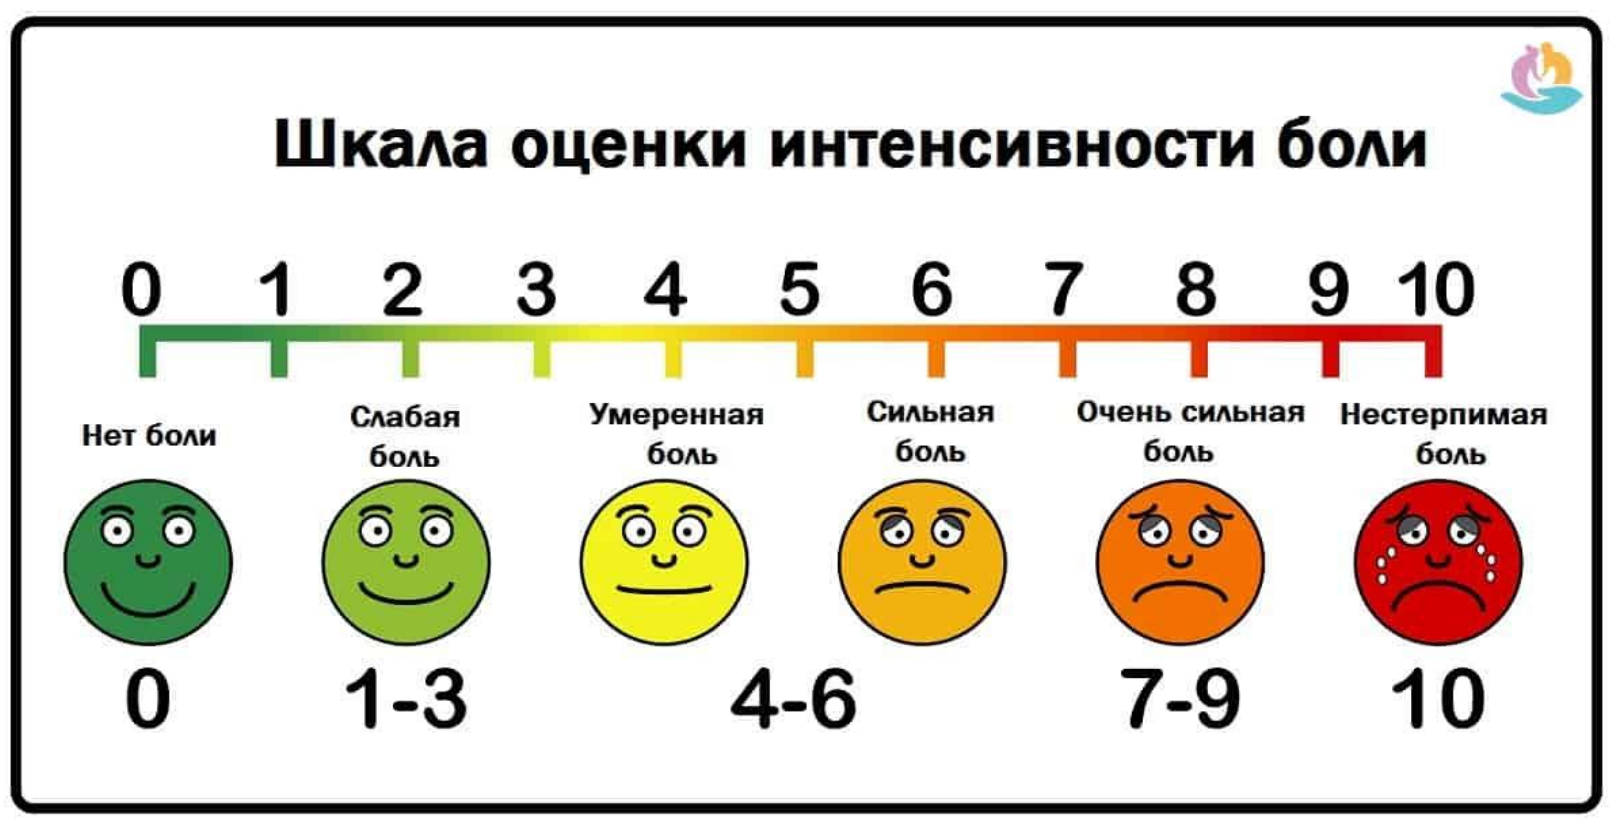 Шкала оценки интенсивности боли
0 1 2 3 4 5 6 7 8 9 10
Нет боли
Слабая
боль
Умеренная
боль
Сильная
боль
Очень сильная
боль
Нестерпимая
боль
0 1-3 4-6 7-9 10